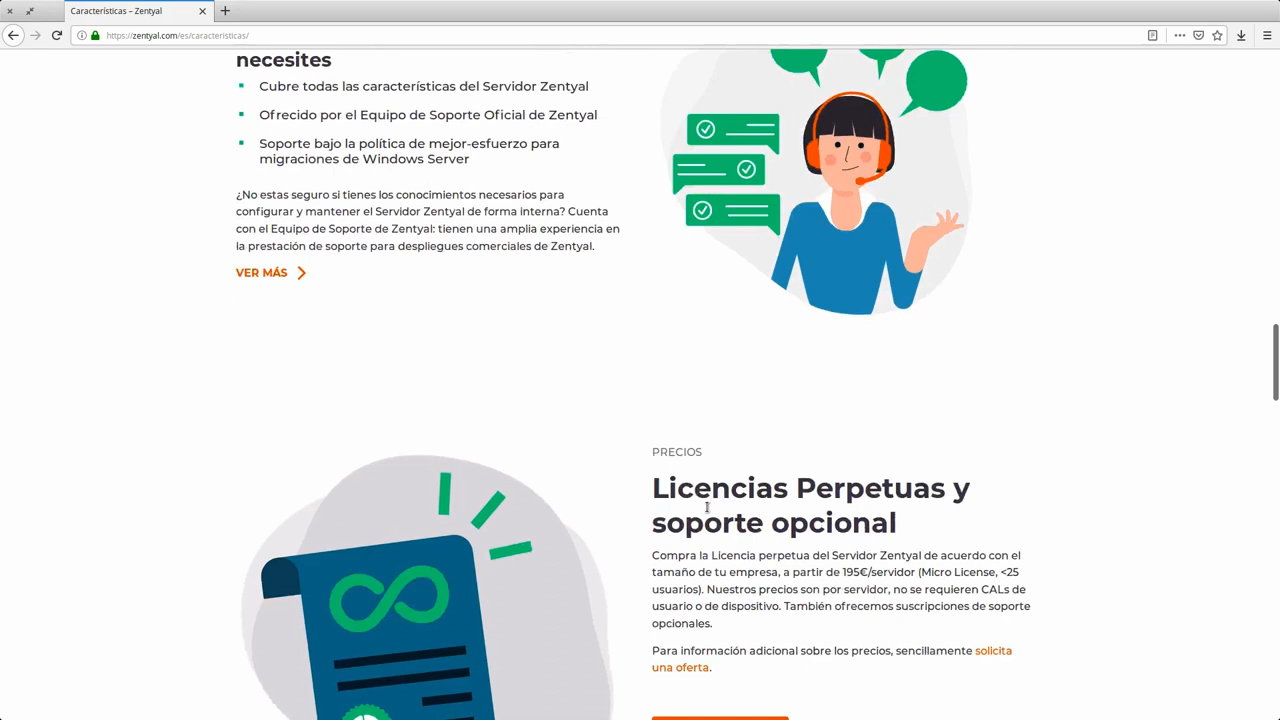 Características – Zentyal
https://zentyal.com/es/caracteristicas/
necesites
Cubre todas las características del Servidor Zentyal
Ofrecido por el Equipo de Soporte Oficial de Zentyal
Soporte bajo la política de mejor-esfuerzo para
migraciones de Windows Server
¿No estas seguro si tienes los conocimientos necesarios para
configurar y mantener el Servidor Zentyal de forma interna? Cuenta
con el Equipo de Soporte de Zentyal: tienen una amplia experiencia en
la prestación de soporte para despliegues comerciales de Zentyal.
VER MÁS
PRECIOS
Licencias Perpetuas y
soporte opcional
Compra la Licencia perpetua del Servidor Zentyal de acuerdo con el
tamaño de tu empresa, a partir de 195€/servidor (Micro License, <25
usuarios). Nuestros precios son por servidor, no se requieren CALs de
usuario o de dispositivo. También ofrecemos suscripciones de soporte
opcionales.
Para información adicional sobre los precios, sencillamente solicita
una oferta.